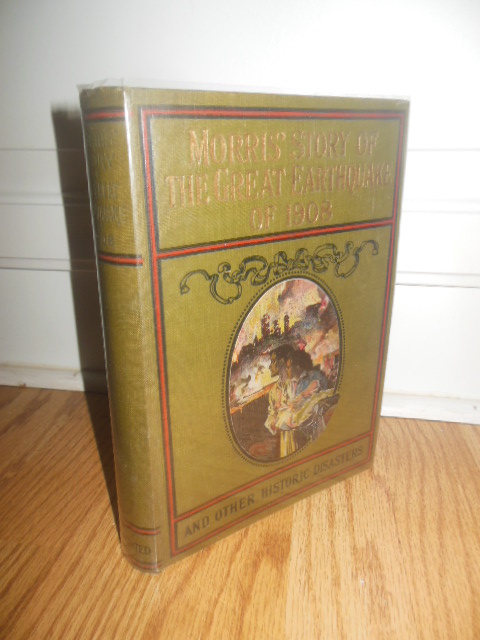 MORRIS' STORY OF
THE GREAT EARTHQUAKE
OF 1908
AND OTHER HISTORIC DISASTERS